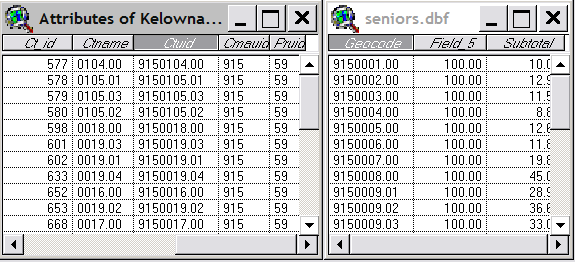 Attributes of Kelowna...
Ct_id Ctname Ctuid Cmauid Pruid
577 0104.00 9150104.00 915 59
578 0105.01 9150105.01 915 59
579 0105.03 9150105.03 915 59
580 0105.02 9150105.02 915 59
598 0018.00 9150018.00 915 59
601 0019.03 9150019.03 915 59
602 0019.01 9150019.01 915 59
633 0019.04 9150019.04 915 59
652 0016.00 9150016.00 915 59
653 0019.02 9150019.02 915 59
668 0017.00 9150017.00 915 59
seniors.dbf
Geocode Field_5 Subtotal
9150001.00 100.00 10.0
9150002.00 100.00 12.9
9150003.00 100.00 11.5
9150004.00 100.00 8.8
9150005.00 100.00 12.6
9150006.00 100.00 11.8
9150007.00 100.00 19.8
9150008.00 100.00 45.0
9150009.01 100.00 28.9
9150009.02 100.00 36.6
9150009.03 100.00 33.0